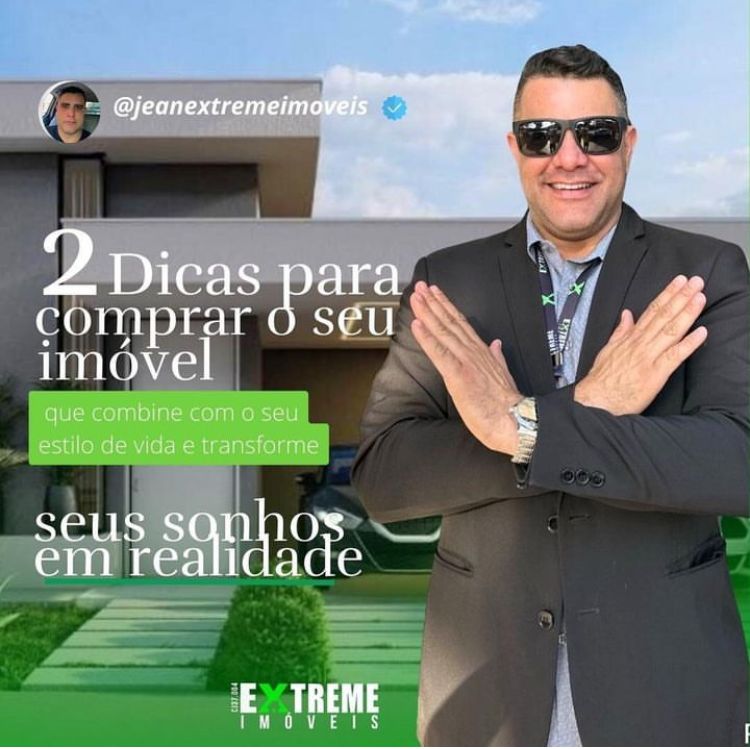 @jeanextremeimoveis
2 Dicas para
comprar o seu
imóvel
que combine com o seu
estilo de vida e transforme
seus sonhos
em realidade
EXTREME
IMÓVEIS